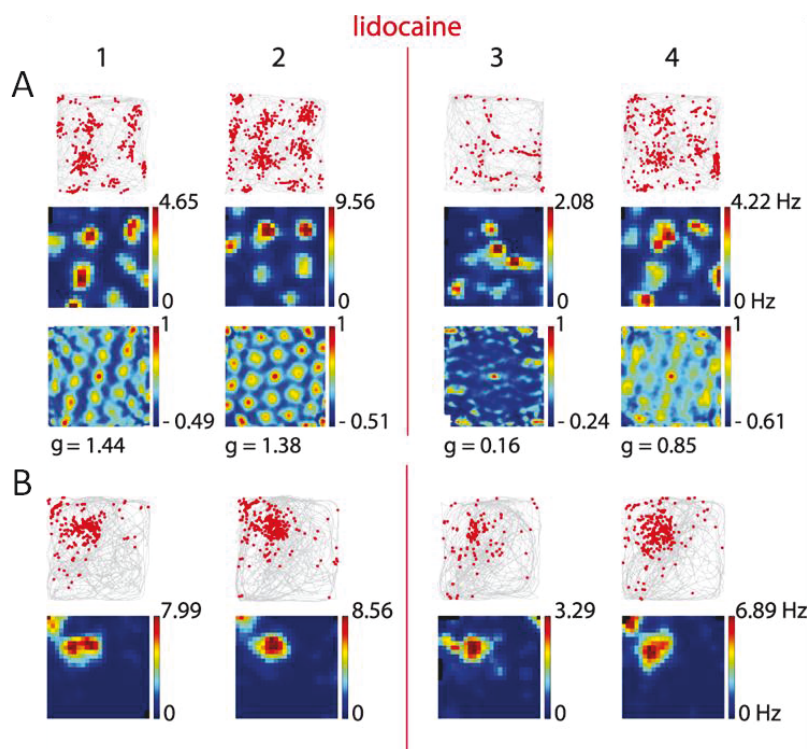 lidocaine
1 2 3 4
A
4.65 9.56 2.08 4.22 Hz
0 0 0 0 Hz
1 1 1 1
- 0.49 - 0.51 - 0.24 - 0.61
g = 1.44 g = 1.38 g = 0.16 g = 0.85
B
7.99 8.56 3.29 6.89 Hz
0 0 0 0 Hz